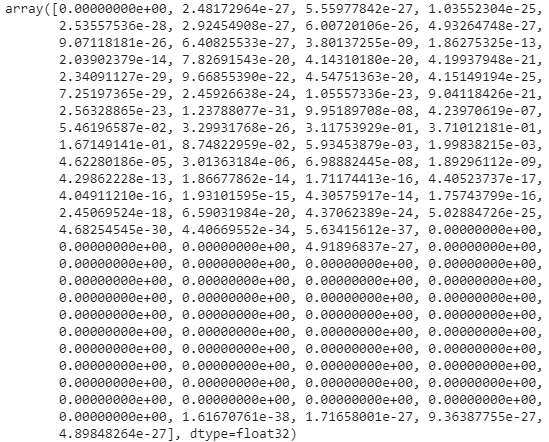 array([0.00000000e+00, 2.48172964e-27, 5.55977842e-27, 1.03552304e-25,
2.53557536e-28, 2.92454908e-27, 6.00720106e-26, 4.93264748e-27,
9.07118181e-26, 6.40825533e-27, 3.80137255e-09, 1.86275325e-13,
2.03902379e-14, 7.82691543e-20, 4.14310180e-20, 4.19937948e-21,
2.34091127e-29, 9.66855390e-22, 4.54751363e-20, 4.15149194e-25,
7.25197365e-29, 2.45926638e-24, 1.05557336e-23, 9.04118426e-21,
2.56328865e-23, 1.23788077e-31, 9.95189708e-08, 4.23970619e-07,
5.46196587e-02, 3.29931768e-26, 3.11753929e-01, 3.71012181e-01,
1.67149141e-01, 8.74822959e-02, 5.93453879e-03, 1.99838215e-03,
4.62280186e-05, 3.01363184e-06, 6.98882445e-08, 1.89296112e-09,
4.29862228e-13, 1.86677862e-14, 1.71174413e-16, 4.40523737e-17,
4.04911210e-16, 1.93101595e-15, 4.30575917e-14, 1.75743799e-16,
2.45069524e-18, 6.59031984e-20, 4.37062389e-24, 5.02884726e-25,
4.68254545e-30, 4.40669552e-34, 5.63415612e-37, 0.00000000e+00,
0.00000000e+00, 0.00000000e+00, 4.91896837e-27, 0.00000000e+00,
0.00000000e+00, 0.00000000e+00, 0.00000000e+00, 0.00000000e+00,
0.00000000e+00, 0.00000000e+00, 0.00000000e+00, 0.00000000e+00,
0.00000000e+00, 0.00000000e+00, 0.00000000e+00, 0.00000000e+00,
0.00000000e+00, 0.00000000e+00, 0.00000000e+00, 0.00000000e+00,
0.00000000e+00, 0.00000000e+00, 0.00000000e+00, 0.00000000e+00,
0.00000000e+00, 0.00000000e+00, 0.00000000e+00, 0.00000000e+00,
0.00000000e+00, 0.00000000e+00, 0.00000000e+00, 0.00000000e+00,
0.00000000e+00, 0.00000000e+00, 0.00000000e+00, 0.00000000e+00,
0.00000000e+00, 0.00000000e+00, 0.00000000e+00, 0.00000000e+00,
0.00000000e+00, 1.61670761e-38, 1.71658001e-27, 9.36387755e-27,
4.89848264e-27], dtype=float32)